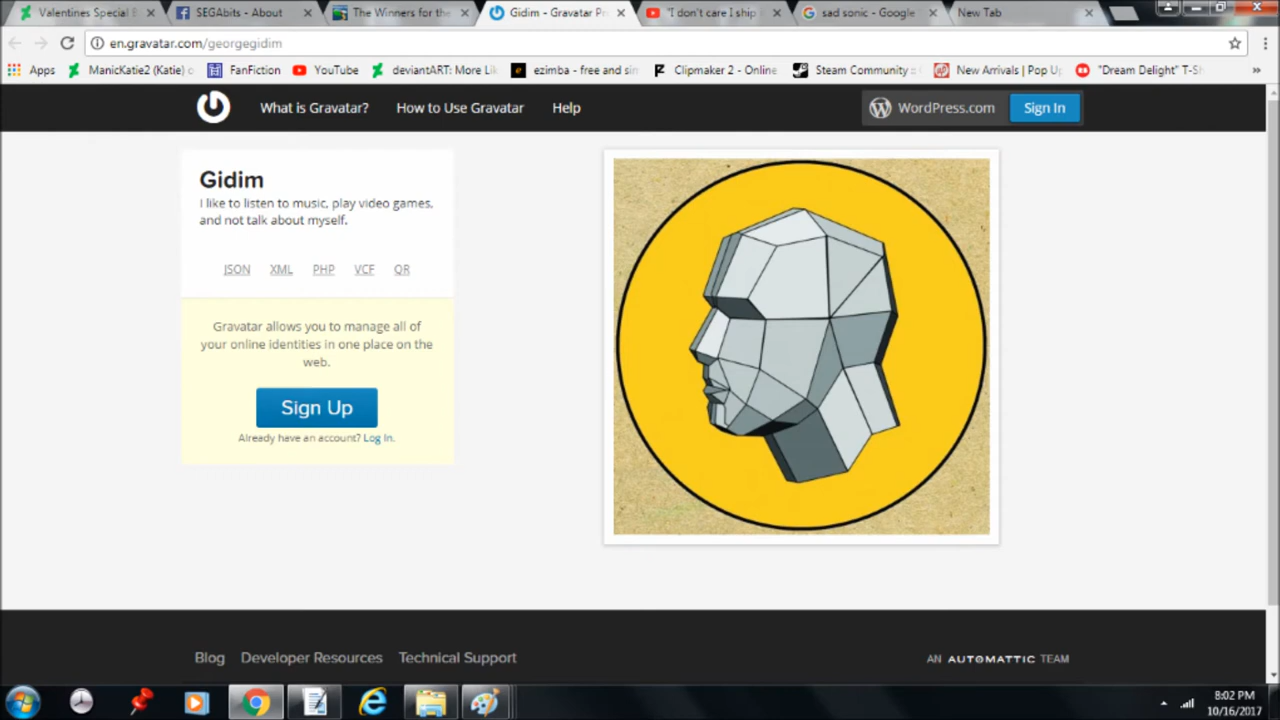 Valentines Special
SEGAbits - About
The Winners for the
Gidim - Gravatar Pr
"I don't care I ship
sad sonic - Google
New Tab
en.gravatar.com/georgegidim
Apps
ManicKatie2 (Katie)
FanFiction
YouTube
deviantART: More Li
ezimba - free and sim
Clipmaker 2 - Online
Steam Community ::
New Arrivals | Pop
"Dream Delight" T-S
»
What is Gravatar?
How to Use Gravatar
Help
WordPress.com
Sign In
Gidim
I like to listen to music, play video games,
and not talk about myself.
JSON XML PHP VCF QR
Gravatar allows you to manage all of
your online identities in one place on the
web.
Sign Up
Already have an account? Log In.
Blog
Developer Resources
Technical Support
AN AUTOMATTIC TEAM
8:02 PM
10/16/2017